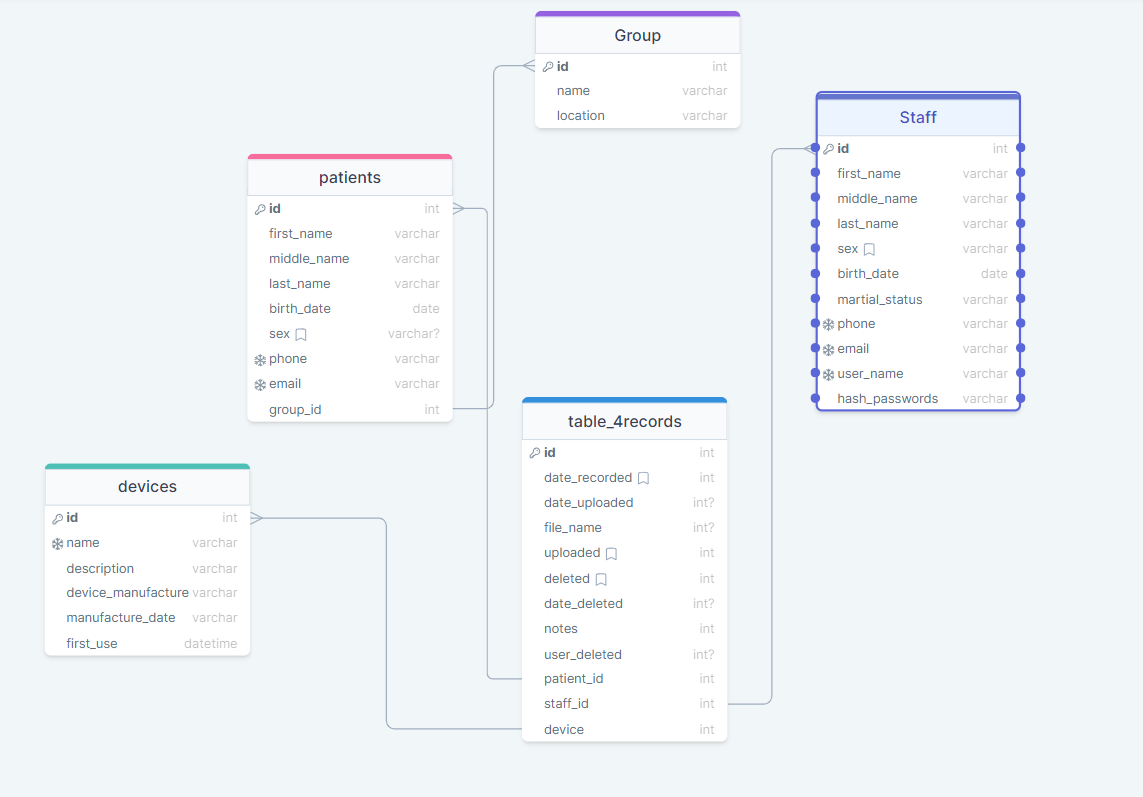 Group
id int
name varchar
location varchar
Staff
id int
first_name varchar
middle_name varchar
last_name varchar
sex varchar
birth_date date
martial_status varchar
phone varchar
email varchar
user_name varchar
hash_passwords varchar
patients
id int
first_name varchar
middle_name varchar
last_name varchar
birth_date date
sex varchar?
phone varchar
email varchar
group_id int
table_4records
id int
date_recorded int
date_uploaded int?
file_name int?
uploaded int
deleted int
date_deleted int?
notes int
user_deleted int?
patient_id int
staff_id int
device int
devices
id int
name varchar
description varchar
device_manufacture varchar
manufacture_date varchar
first_use datetime